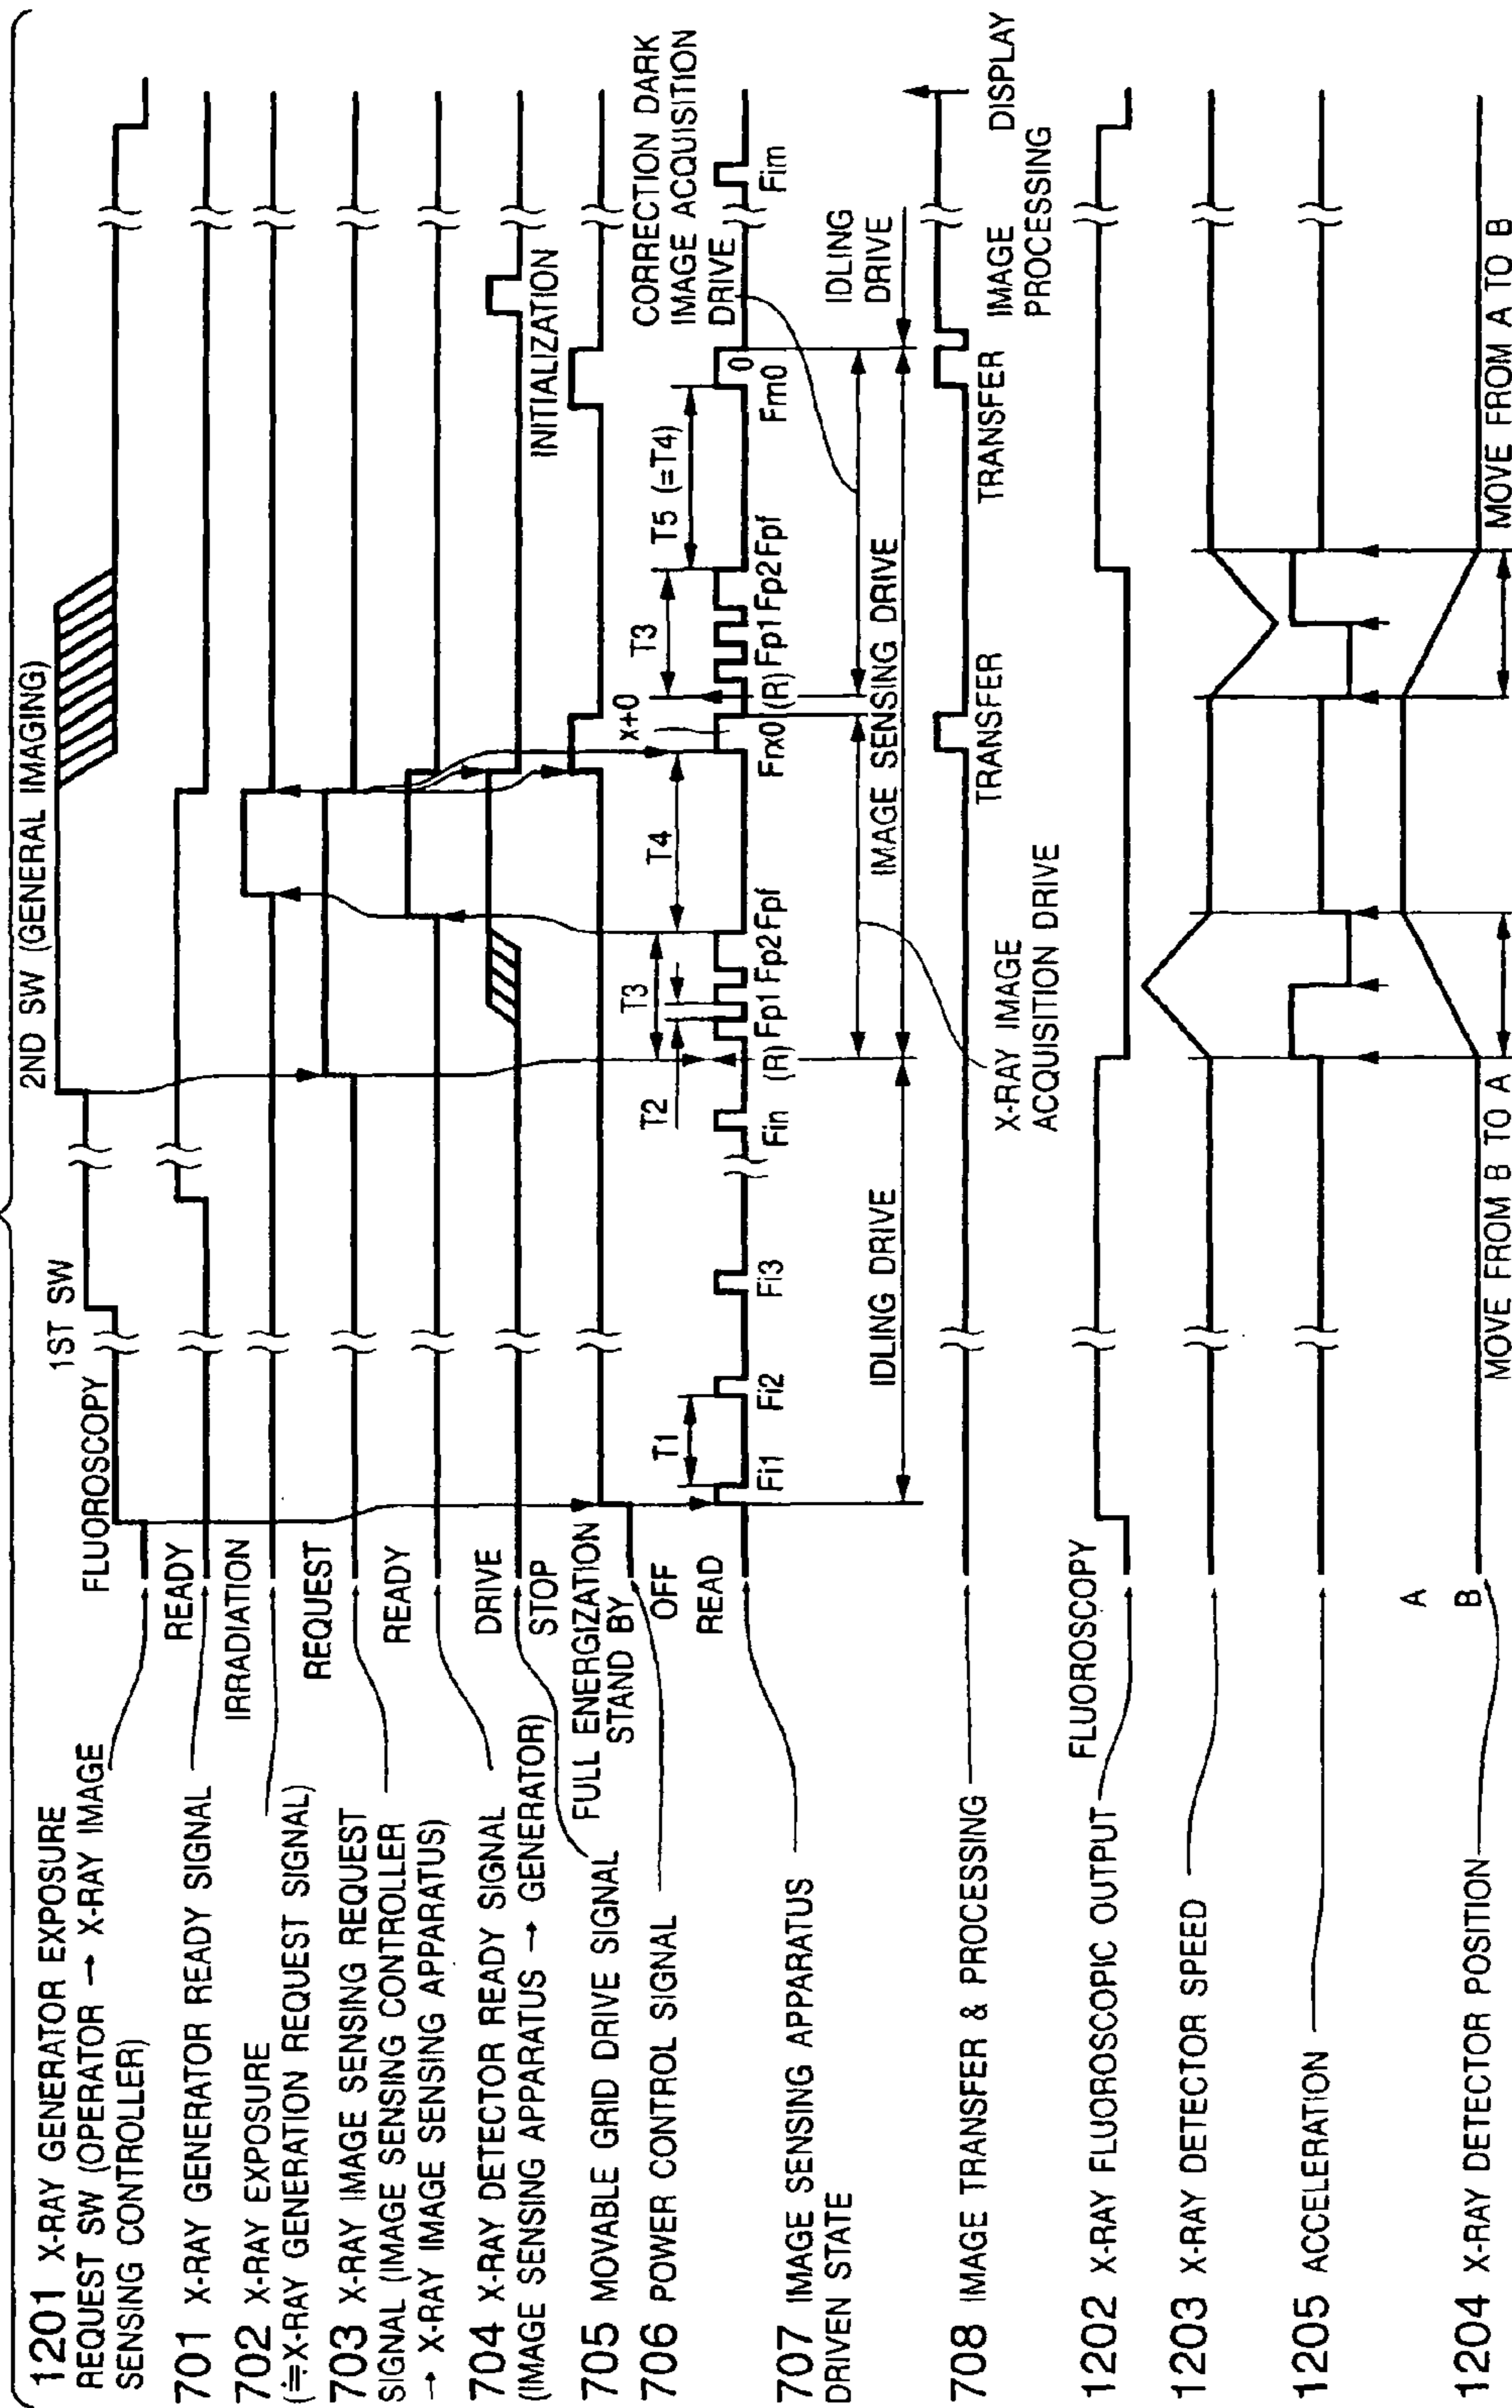 1201 X-RAY GENERATOR EXPOSURE
REQUEST SW (OPERATOR → X-RAY IMAGE
SENSING CONTROLLER)
FLUOROSCOPY
1ST SW
2ND SW (GENERAL IMAGING)
701 X-RAY GENERATOR READY SIGNAL
READY
702 X-RAY EXPOSURE
(≒X-RAY GENERATION REQUEST SIGNAL)
IRRADIATION
703 X-RAY IMAGE SENSING REQUEST
SIGNAL (IMAGE SENSING CONTROLLER
→ X-RAY IMAGE SENSING APPARATUS)
REQUEST
704 X-RAY DETECTOR READY SIGNAL
(IMAGE SENSING APPARATUS → GENERATOR)
READY
705 MOVABLE GRID DRIVE SIGNAL
DRIVE
STOP
INITIALIZATION
706 POWER CONTROL SIGNAL
FULL ENERGIZATION
STAND BY
OFF
707 IMAGE SENSING APPARATUS
DRIVEN STATE
READ
T1
T2
T3
T4
x+0
T3
T5 (=T4)
CORRECTION DARK
IMAGE ACQUISITION
DRIVE
Fi1
Fi2
Fi3
Fin
(R)
Fp1
Fp2
Fpf
Frx0
(R)
Fp1
Fp2
Fpf
Fm0
0
Fim
IDLING DRIVE
IMAGE SENSING DRIVE
IDLING
DRIVE
X-RAY IMAGE
ACQUISITION DRIVE
708 IMAGE TRANSFER & PROCESSING
TRANSFER
TRANSFER
IMAGE
PROCESSING
DISPLAY
1202 X-RAY FLUOROSCOPIC OUTPUT
FLUOROSCOPY
1203 X-RAY DETECTOR SPEED
1205 ACCELERATION
1204 X-RAY DETECTOR POSITION
A
B
MOVE FROM B TO A
MOVE FROM A TO B